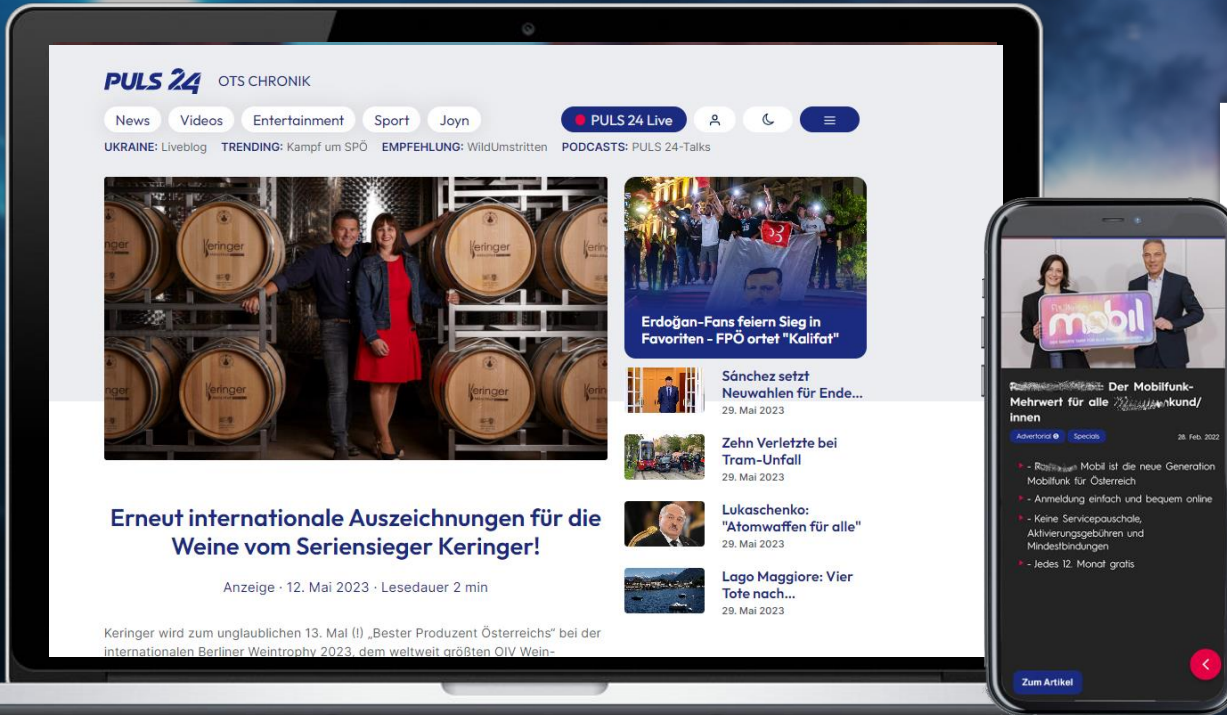 PULS 24 OTS CHRONIK
News Videos Entertainment Sport Joyn PULS 24 Live
UKRAINE: Liveblog TRENDING: Kampf um SPÖ EMPFEHLUNG: WildUmstritten PODCASTS: PULS 24-Talks
Keringer
Keringer
Keringer
Keringer
Erneut internationale Auszeichnungen für die
Weine vom Seriensieger Keringer!
Anzeige · 12. Mai 2023 · Lesedauer 2 min
Keringer wird zum unglaublichen 13. Mal (!) „Bester Produzent Österreichs" bei der
internationalen Berliner Weintrophy 2023, dem weltweit größten OIV Wein-
Erdoğan-Fans feiern Sieg in
Favoriten - FPÖ ortet "Kalifat"
Sánchez setzt
Neuwahlen für Ende...
29. Mai 2023
Zehn Verletzte bei
Tram-Unfall
29. Mai 2023
Lukaschenko:
"Atomwaffen für alle"
29. Mai 2023
Lago Maggiore: Vier
Tote nach...
29. Mai 2023
mobil
: Der Mobilfunk-
Mehrwert für alle nkund/
innen
Advertorial Specials 28. Feb. 2022
- Mobil ist die neue Generation
Mobilfunk für Österreich
- Anmeldung einfach und bequem online
- Keine Servicepauschale,
Aktivierungsgebühren und
Mindestbindungen
- Jedes 12. Monat gratis
Zum Artikel